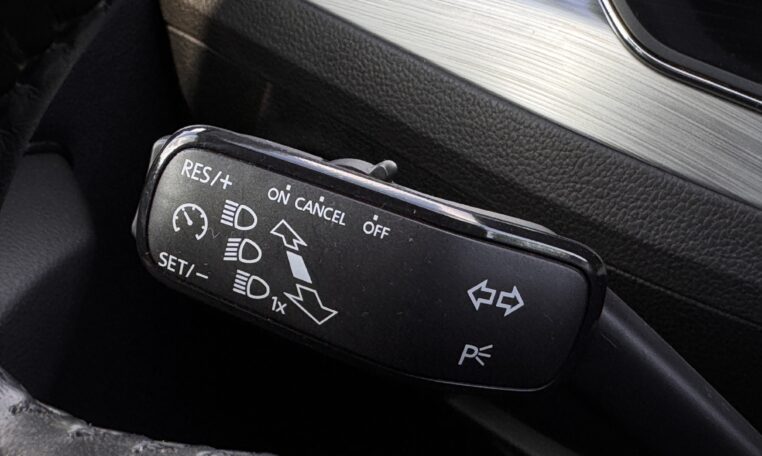 RES/+
ON CANCEL OFF
SET/−
1x
P